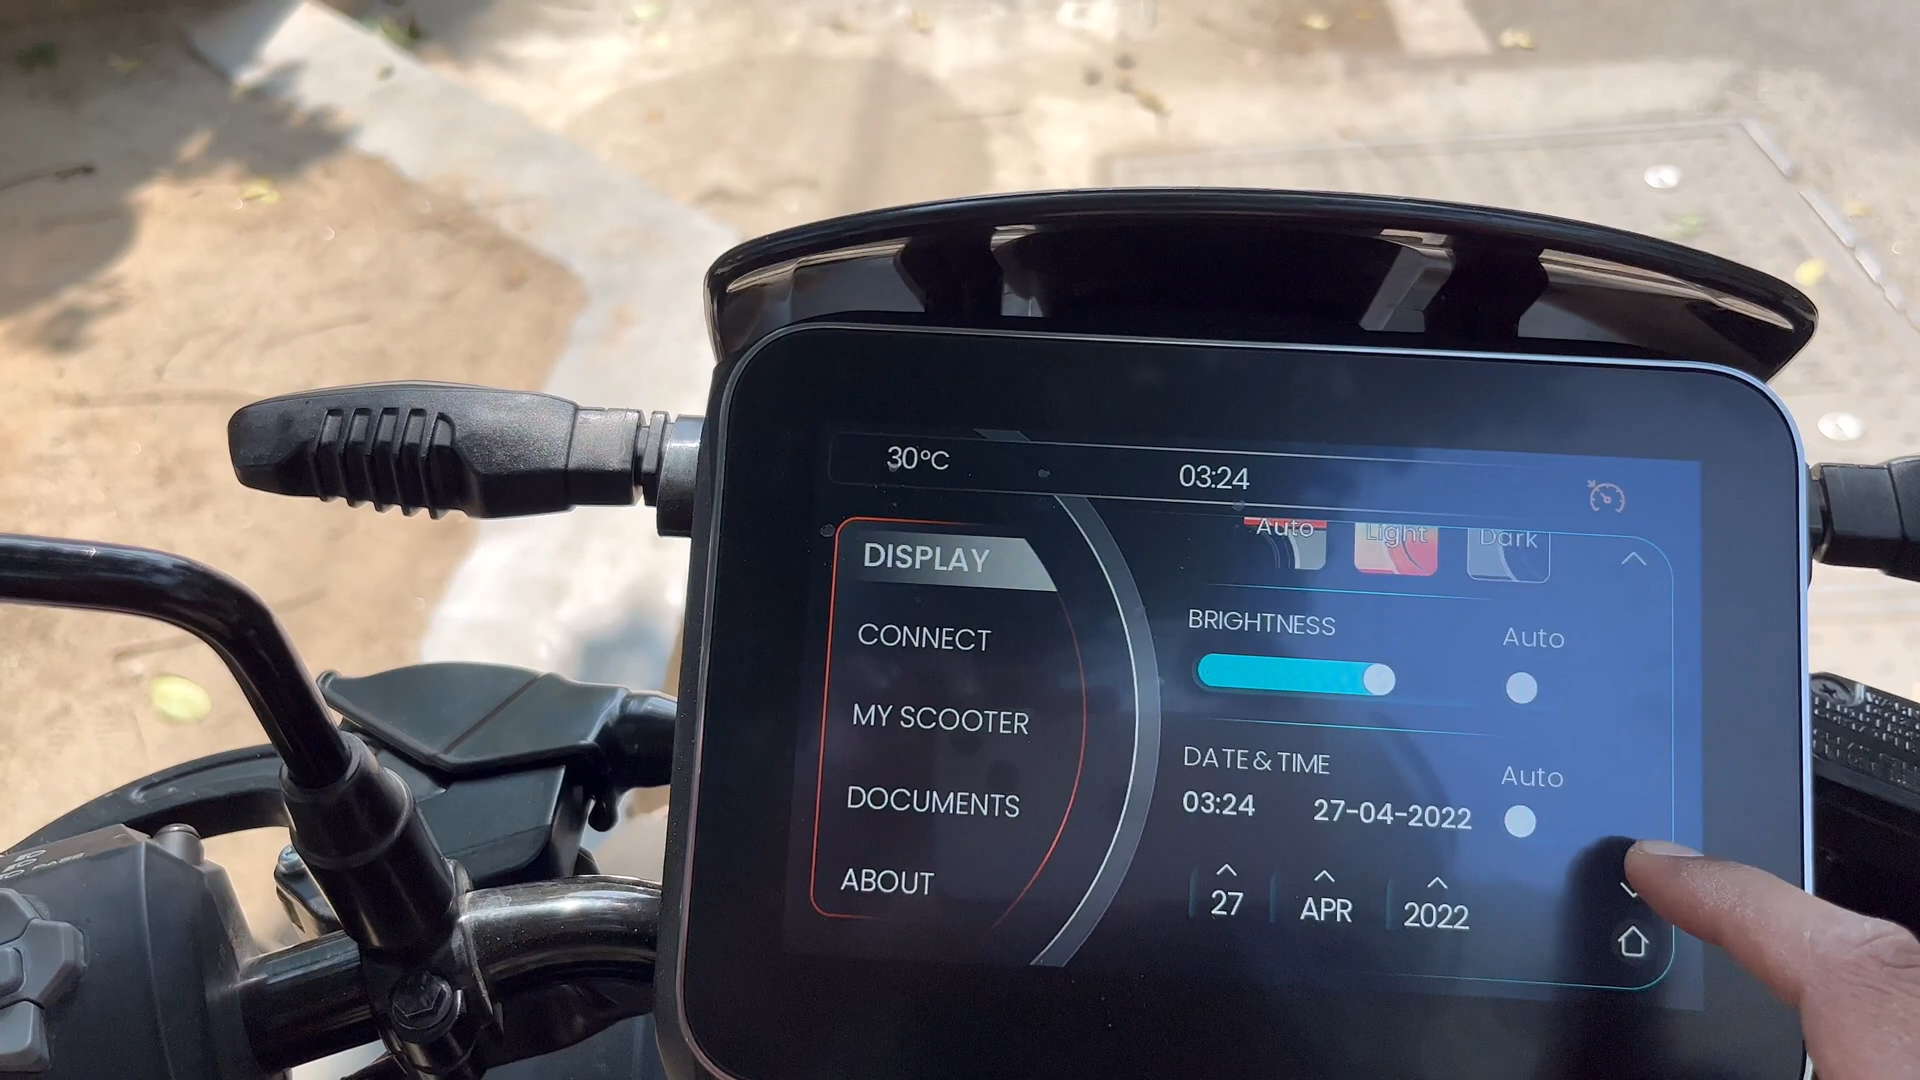 30°C
03:24
DISPLAY
CONNECT
MY SCOOTER
DOCUMENTS
ABOUT
Auto Light Dark
BRIGHTNESS Auto
DATE & TIME Auto
03:24 27-04-2022
27 APR 2022